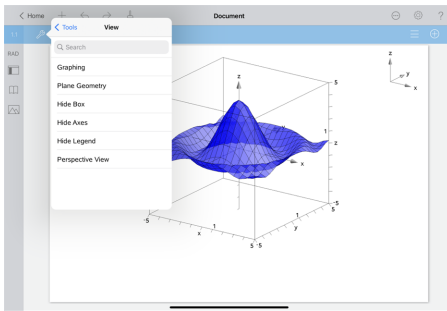 Home
Document
?
1.1
Tools
View
Search
RAD
Graphing
Plane Geometry
Hide Box
Hide Axes
Hide Legend
Perspective View
z
y
x
z
5
1
z
x
-5
-5
x
1
5
-5
y
1
5